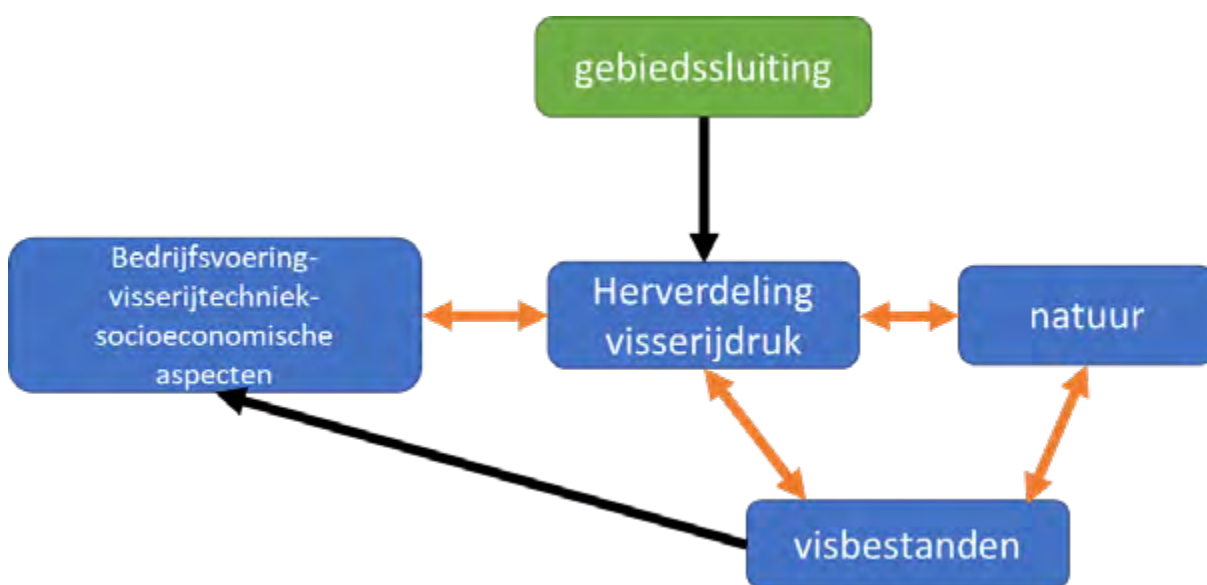 gebiedssluiting
Bedrijfsvoering-
visserijtechniek-
socioeconomische
aspecten
Herverdeling
visserijdruk
natuur
visbestanden